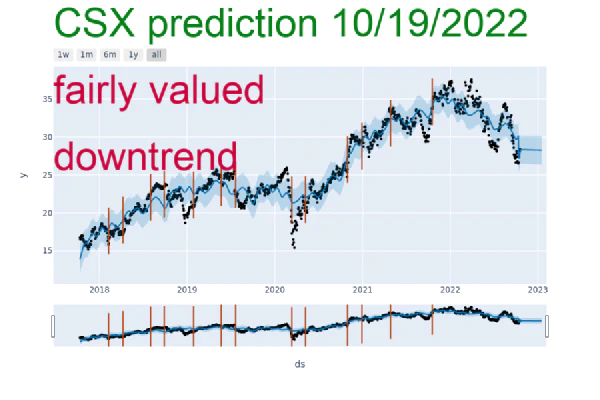 CSX prediction 10/19/2022
1w 1m 6m 1y all
fairly valued
downtrend
35
30
25
20
15
y
2018 2019 2020 2021 2022 2023
ds